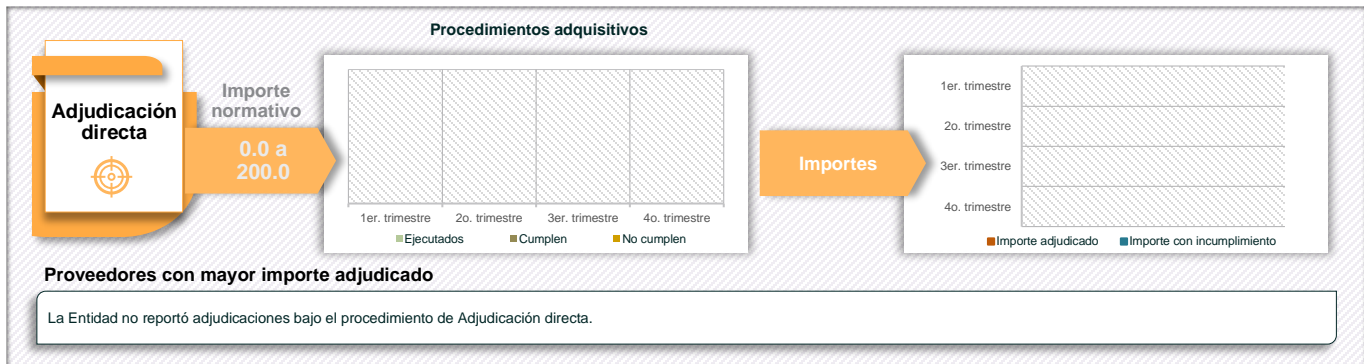 Procedimientos adquisitivos
Adjudicación
directa
Importe
normativo
0.0 a
200.0
1er. trimestre
2o. trimestre
3er. trimestre
4o. trimestre
Ejecutados
Cumplen
No cumplen
Importes
1er. trimestre
2o. trimestre
3er. trimestre
4o. trimestre
Importe adjudicado
Importe con incumplimiento
Proveedores con mayor importe adjudicado
La Entidad no reportó adjudicaciones bajo el procedimiento de Adjudicación directa.